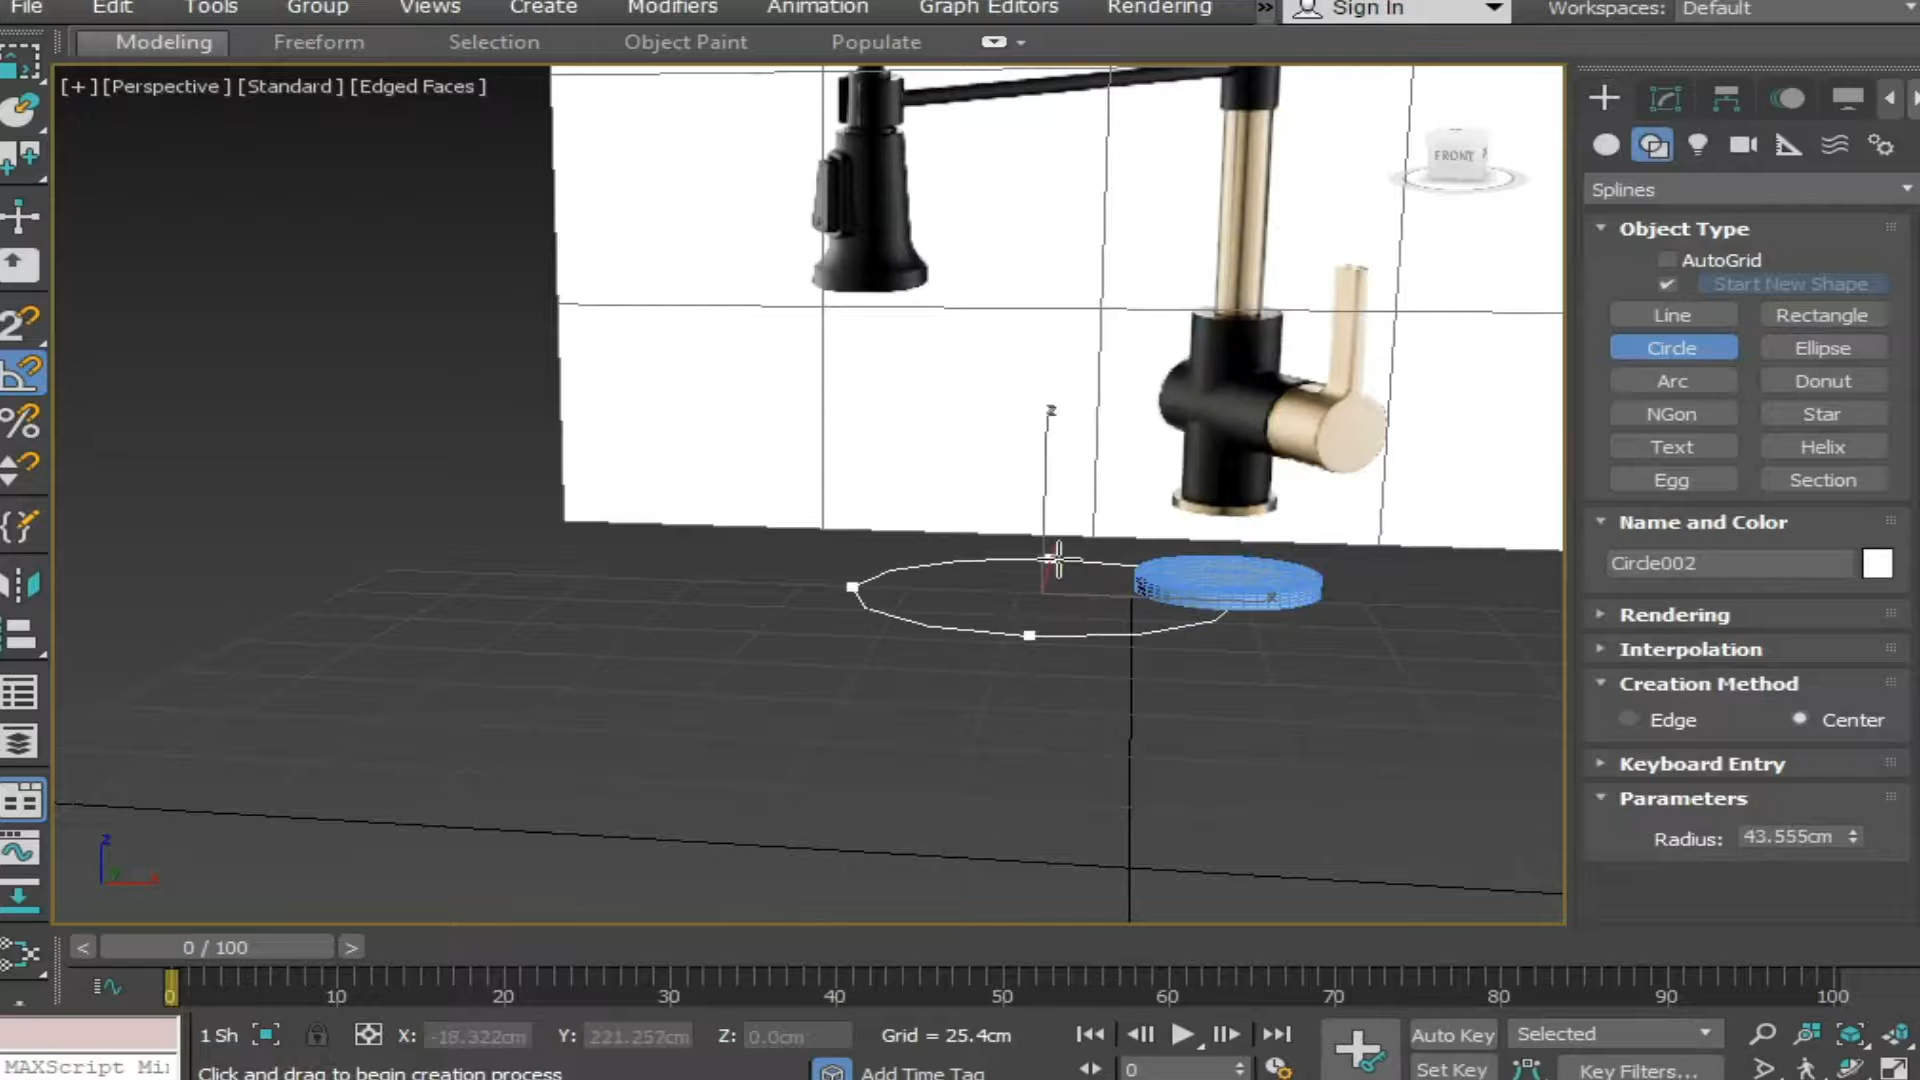 File Edit Tools Group Views Create Modifiers Animation Graph Editors Rendering Sign In Workspaces: Default
Modeling Freeform Selection Object Paint Populate
[+] [Perspective] [Standard] [Edged Faces]
FRONT
Splines
Object Type
AutoGrid
Start New Shape
Line Rectangle
Circle Ellipse
Arc Donut
NGon Star
Text Helix
Egg Section
Name and Color
Circle002
Rendering
Interpolation
Creation Method
Edge Center
Keyboard Entry
Parameters
Radius: 43.555cm
z
x
z
x
< 0 / 100 >
0 10 20 30 40 50 60 70 80 90 100
1 Sh X: -18.322cm Y: 221.257cm Z: 0.0cm Grid = 25.4cm Auto Key Selected
MAXScript Mi Click and drag to begin creation process Add Time Tag 0 Set Key Key Filters...